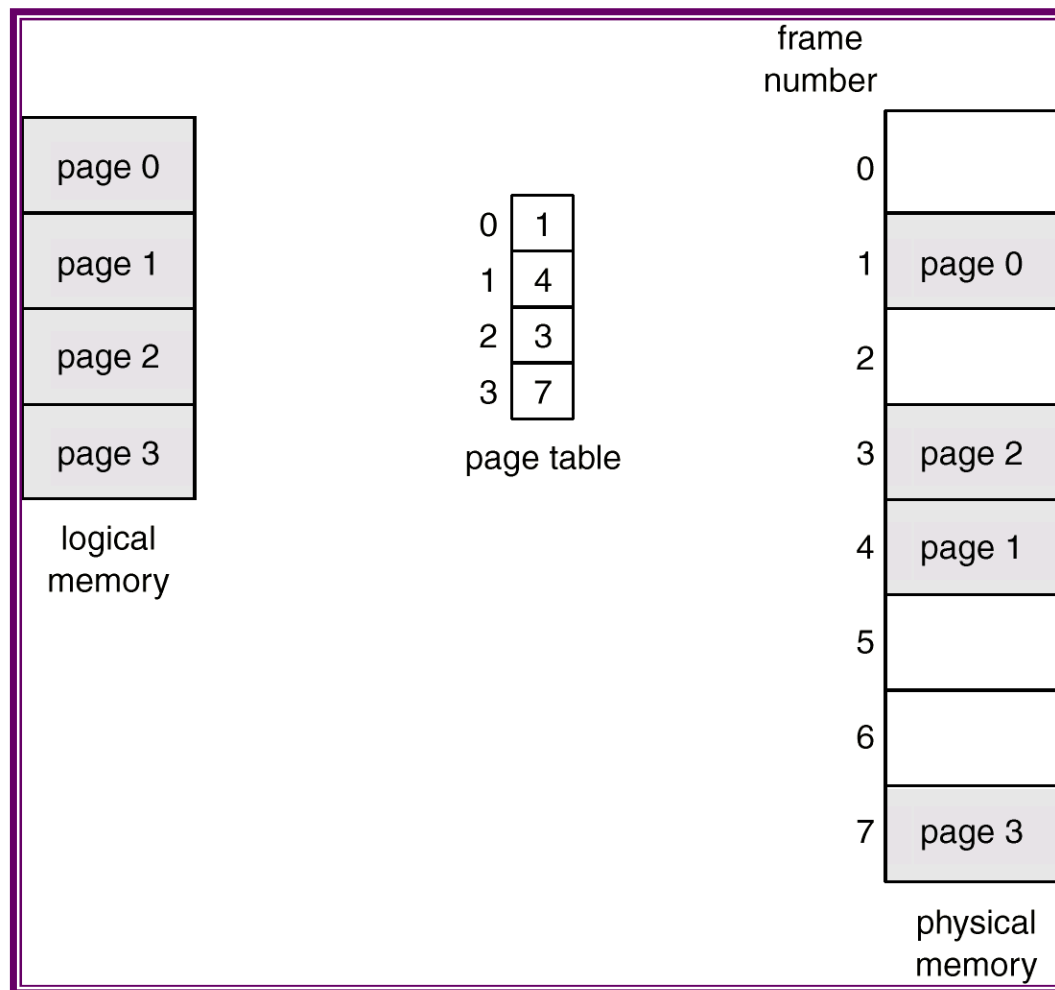 frame
number
page 0
page 1
page 2
page 3
logical
memory
0 1
1 4
2 3
3 7
page table
0
1 page 0
2
3 page 2
4 page 1
5
6
7 page 3
physical
memory